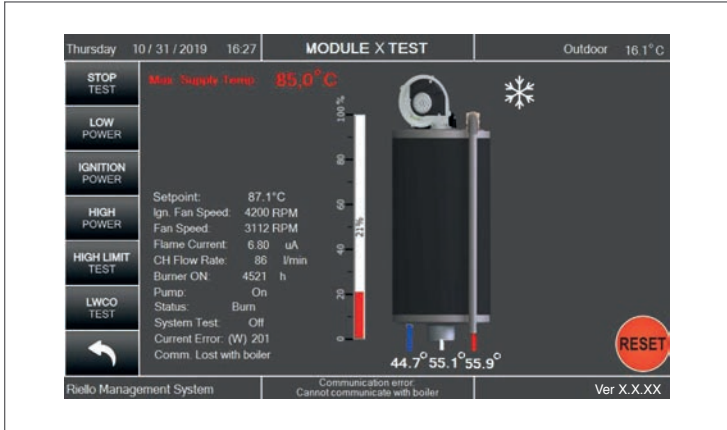 Thursday 10 / 31 / 2019 16:27 MODULE X TEST Outdoor 16.1°C
STOP
TEST
LOW
POWER
IGNITION
POWER
HIGH
POWER
HIGH LIMIT
TEST
LWCO
TEST
Max. Supply Temp. 85,0°C
Setpoint: 87.1°C
Ign. Fan Speed: 4200 RPM
Fan Speed: 3112 RPM
Flame Current: 6.80 uA
CH Flow Rate: 86 l/min
Burner ON: 4521 h
Pump: On
Status: Burn
System Test: Off
Current Error: (W) 201
Comm. Lost with boiler
100 %
80
60
40
20
0
21%
44.7° 55.1° 55.9°
RESET
Riello Management System
Communication error:
Cannot communicate with boiler
Ver X.X.XX